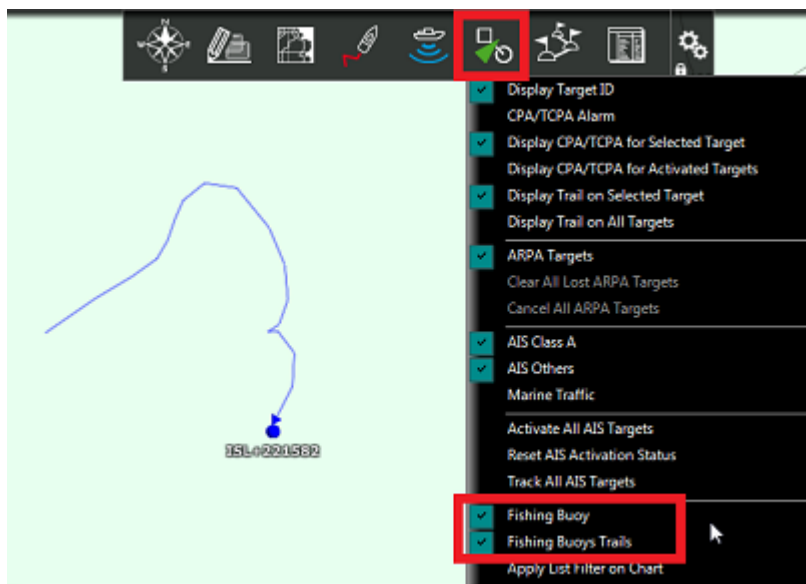 N
Display Target ID
CPA/TCPA Alarm
Display CPA/TCPA for Selected Target
Display CPA/TCPA for Activated Targets
Display Trail on Selected Target
Display Trail on All Targets
ARPA Targets
Clear All Lost ARPA Targets
Cancel All ARPA Targets
AIS Class A
AIS Others
Marine Traffic
Activate All AIS Targets
Reset AIS Activation Status
Track All AIS Targets
ISL+221582
Fishing Buoy
Fishing Buoys Trails
Apply List Filter on Chart